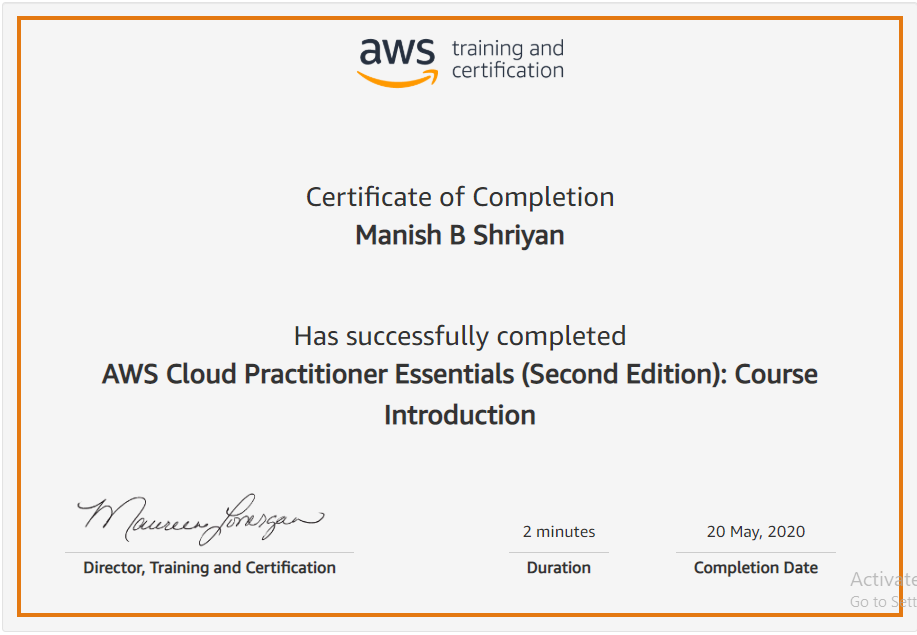 aws training and
certification
Certificate of Completion
Manish B Shriyan
Has successfully completed
AWS Cloud Practitioner Essentials (Second Edition): Course
Introduction
Maureen Lonergan
2 minutes
20 May, 2020
Director, Training and Certification
Duration
Completion Date
Activate
Go to Sett